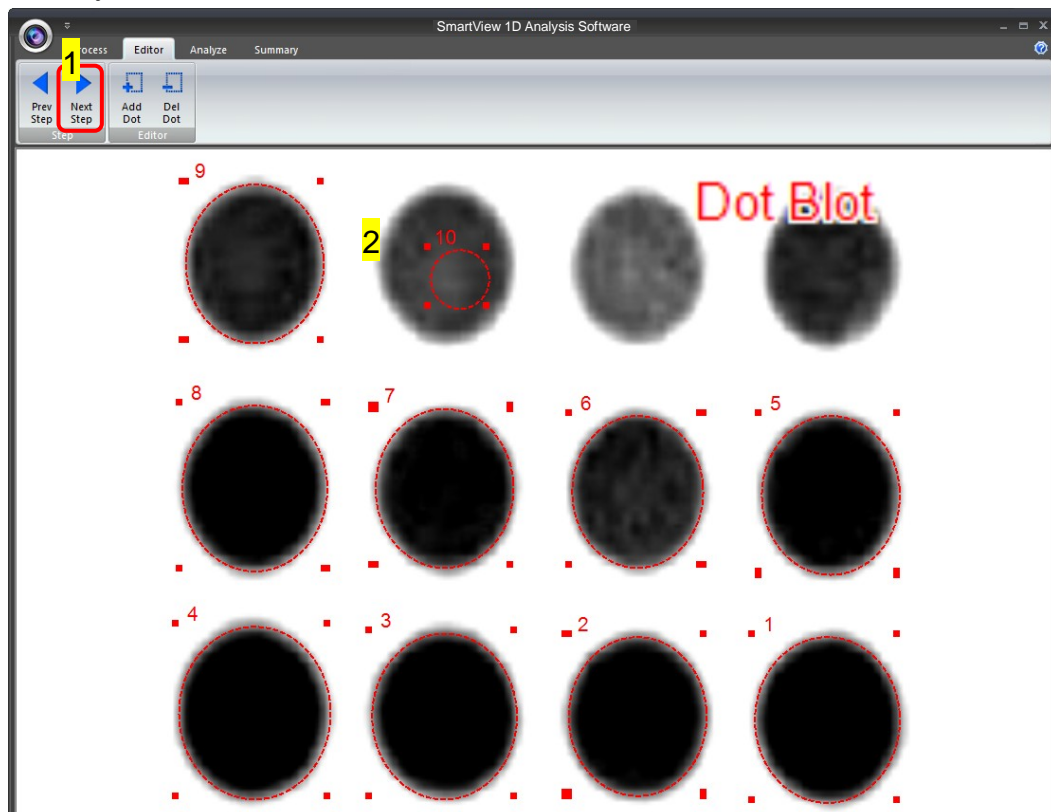 SmartView 1D Analysis Software
1
Process Editor Analyze Summary
Prev Step
Next Step
Add Dot
Del Dot
Step
Editor
9
Dot Blot
2
10
8
7
6
5
4
3
2
1